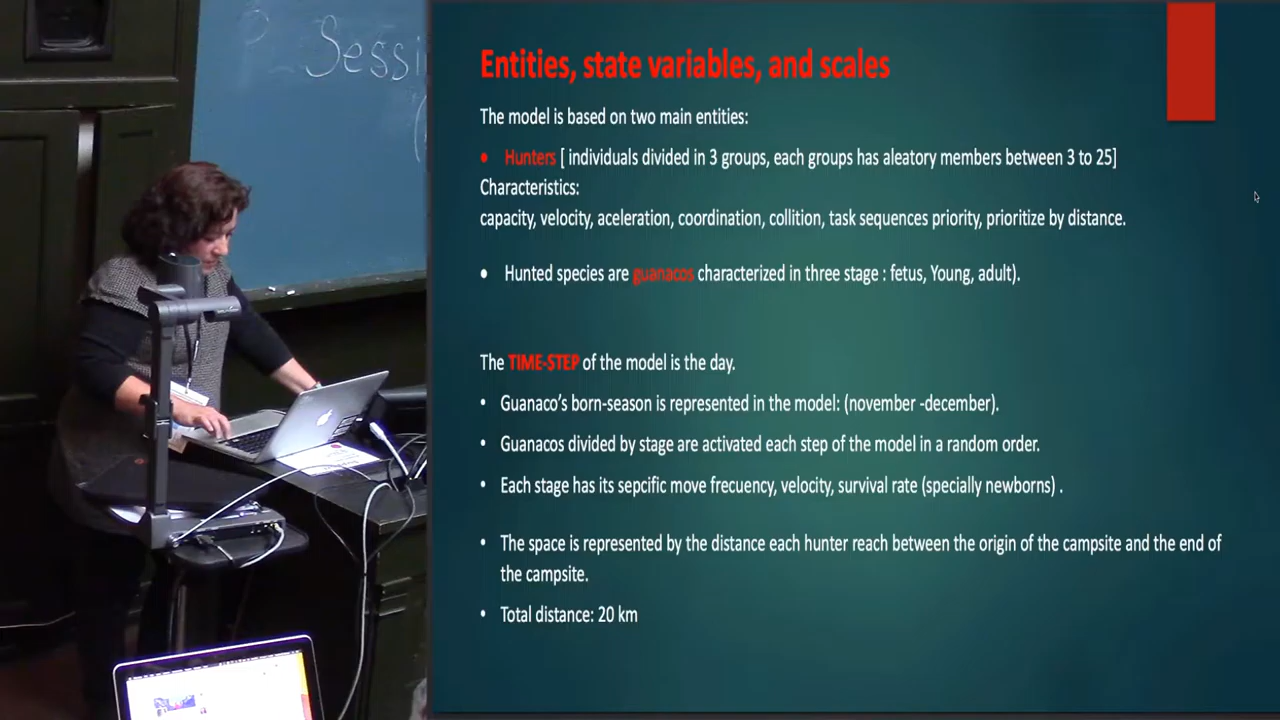 Sessi
Entities, state variables, and scales
The model is based on two main entities:
• Hunters [ individuals divided in 3 groups, each groups has aleatory members between 3 to 25]
Characteristics:
capacity, velocity, aceleration, coordination, collition, task sequences priority, prioritize by distance.
• Hunted species are guanacos characterized in three stage : fetus, Young, adult).
The TIME-STEP of the model is the day.
• Guanaco's born-season is represented in the model: (november -december).
• Guanacos divided by stage are activated each step of the model in a random order.
• Each stage has its sepcific move frecuency, velocity, survival rate (specially newborns) .
• The space is represented by the distance each hunter reach between the origin of the campsite and the end of
the campsite.
• Total distance: 20 km